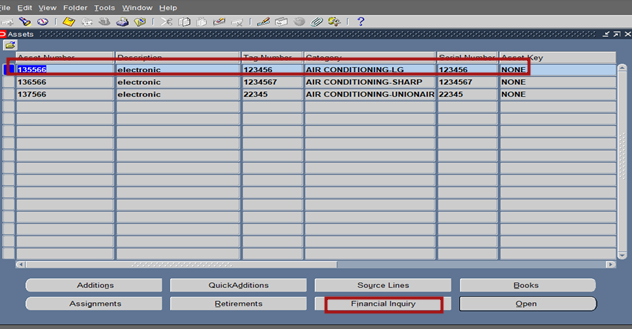 File Edit View Folder Tools Window Help
Assets
Asset Number Description Tag Number Category Serial Number Asset Key
135566 electronic 123456 AIR CONDITIONING-LG 123456 NONE
136566 electronic 1234567 AIR CONDITIONING-SHARP 1234567 NONE
137566 electronic 22345 AIR CONDITIONING-UNIONAIR 22345 NONE
Additions QuickAdditions Source Lines Books
Assignments Retirements Financial Inquiry Open